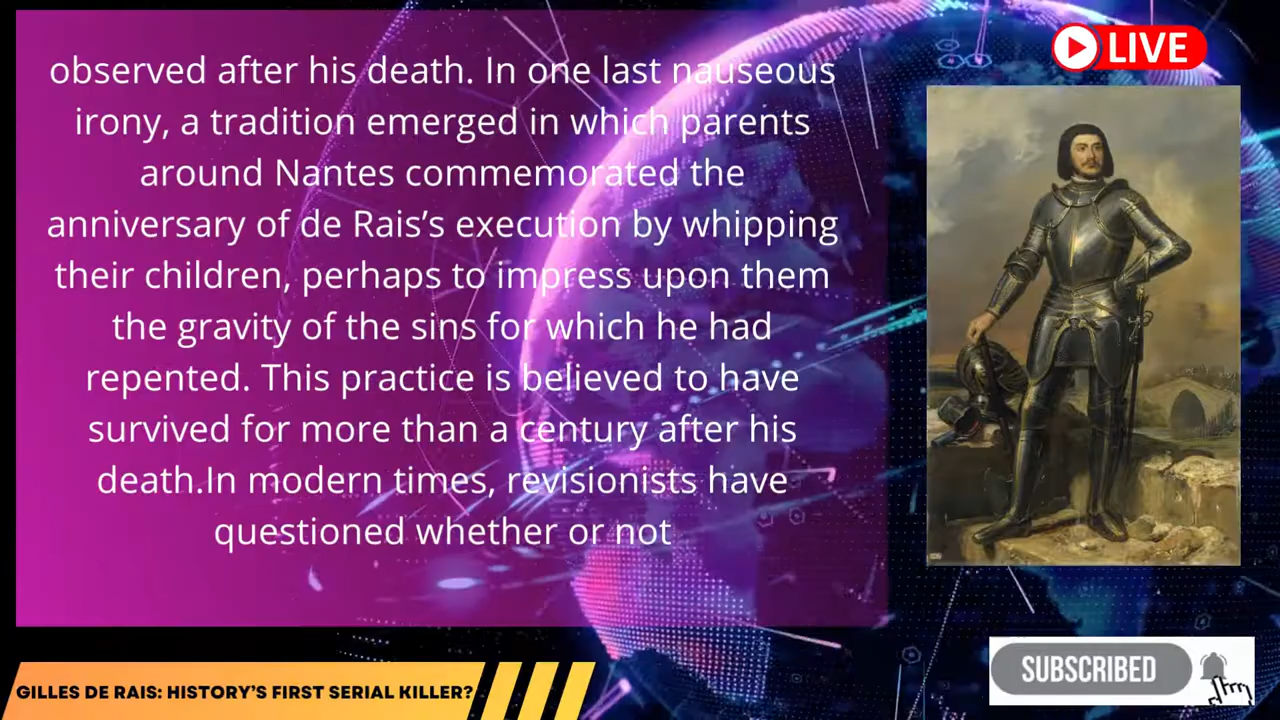 observed after his death. In one last nauseous
irony, a tradition emerged in which parents
around Nantes commemorated the
anniversary of de Rais’s execution by whipping
their children, perhaps to impress upon them
the gravity of the sins for which he had
repented. This practice is believed to have
survived for more than a century after his
death.In modern times, revisionists have
questioned whether or not
LIVE
SUBSCRIBED
GILLES DE RAIS: HISTORY’S FIRST SERIAL KILLER?